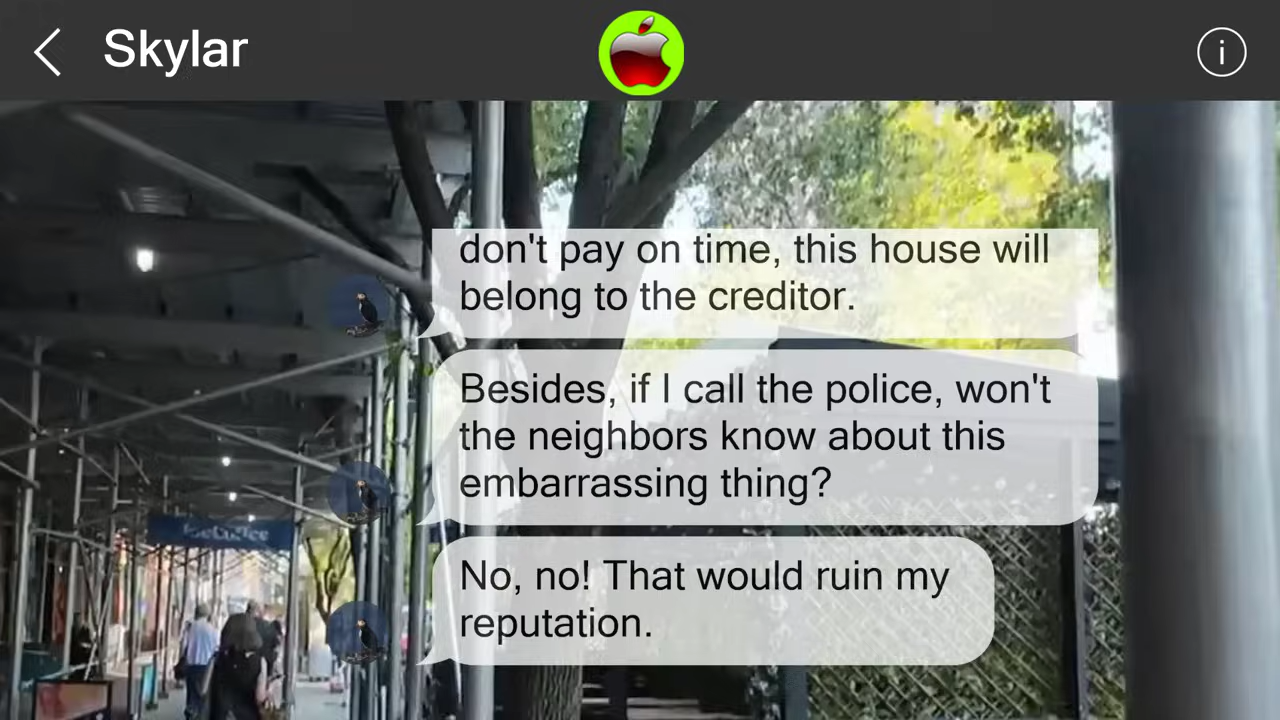 Skylar
i
don't pay on time, this house will
belong to the creditor.
Besides, if I call the police, won't
the neighbors know about this
embarrassing thing?
No, no! That would ruin my
reputation.